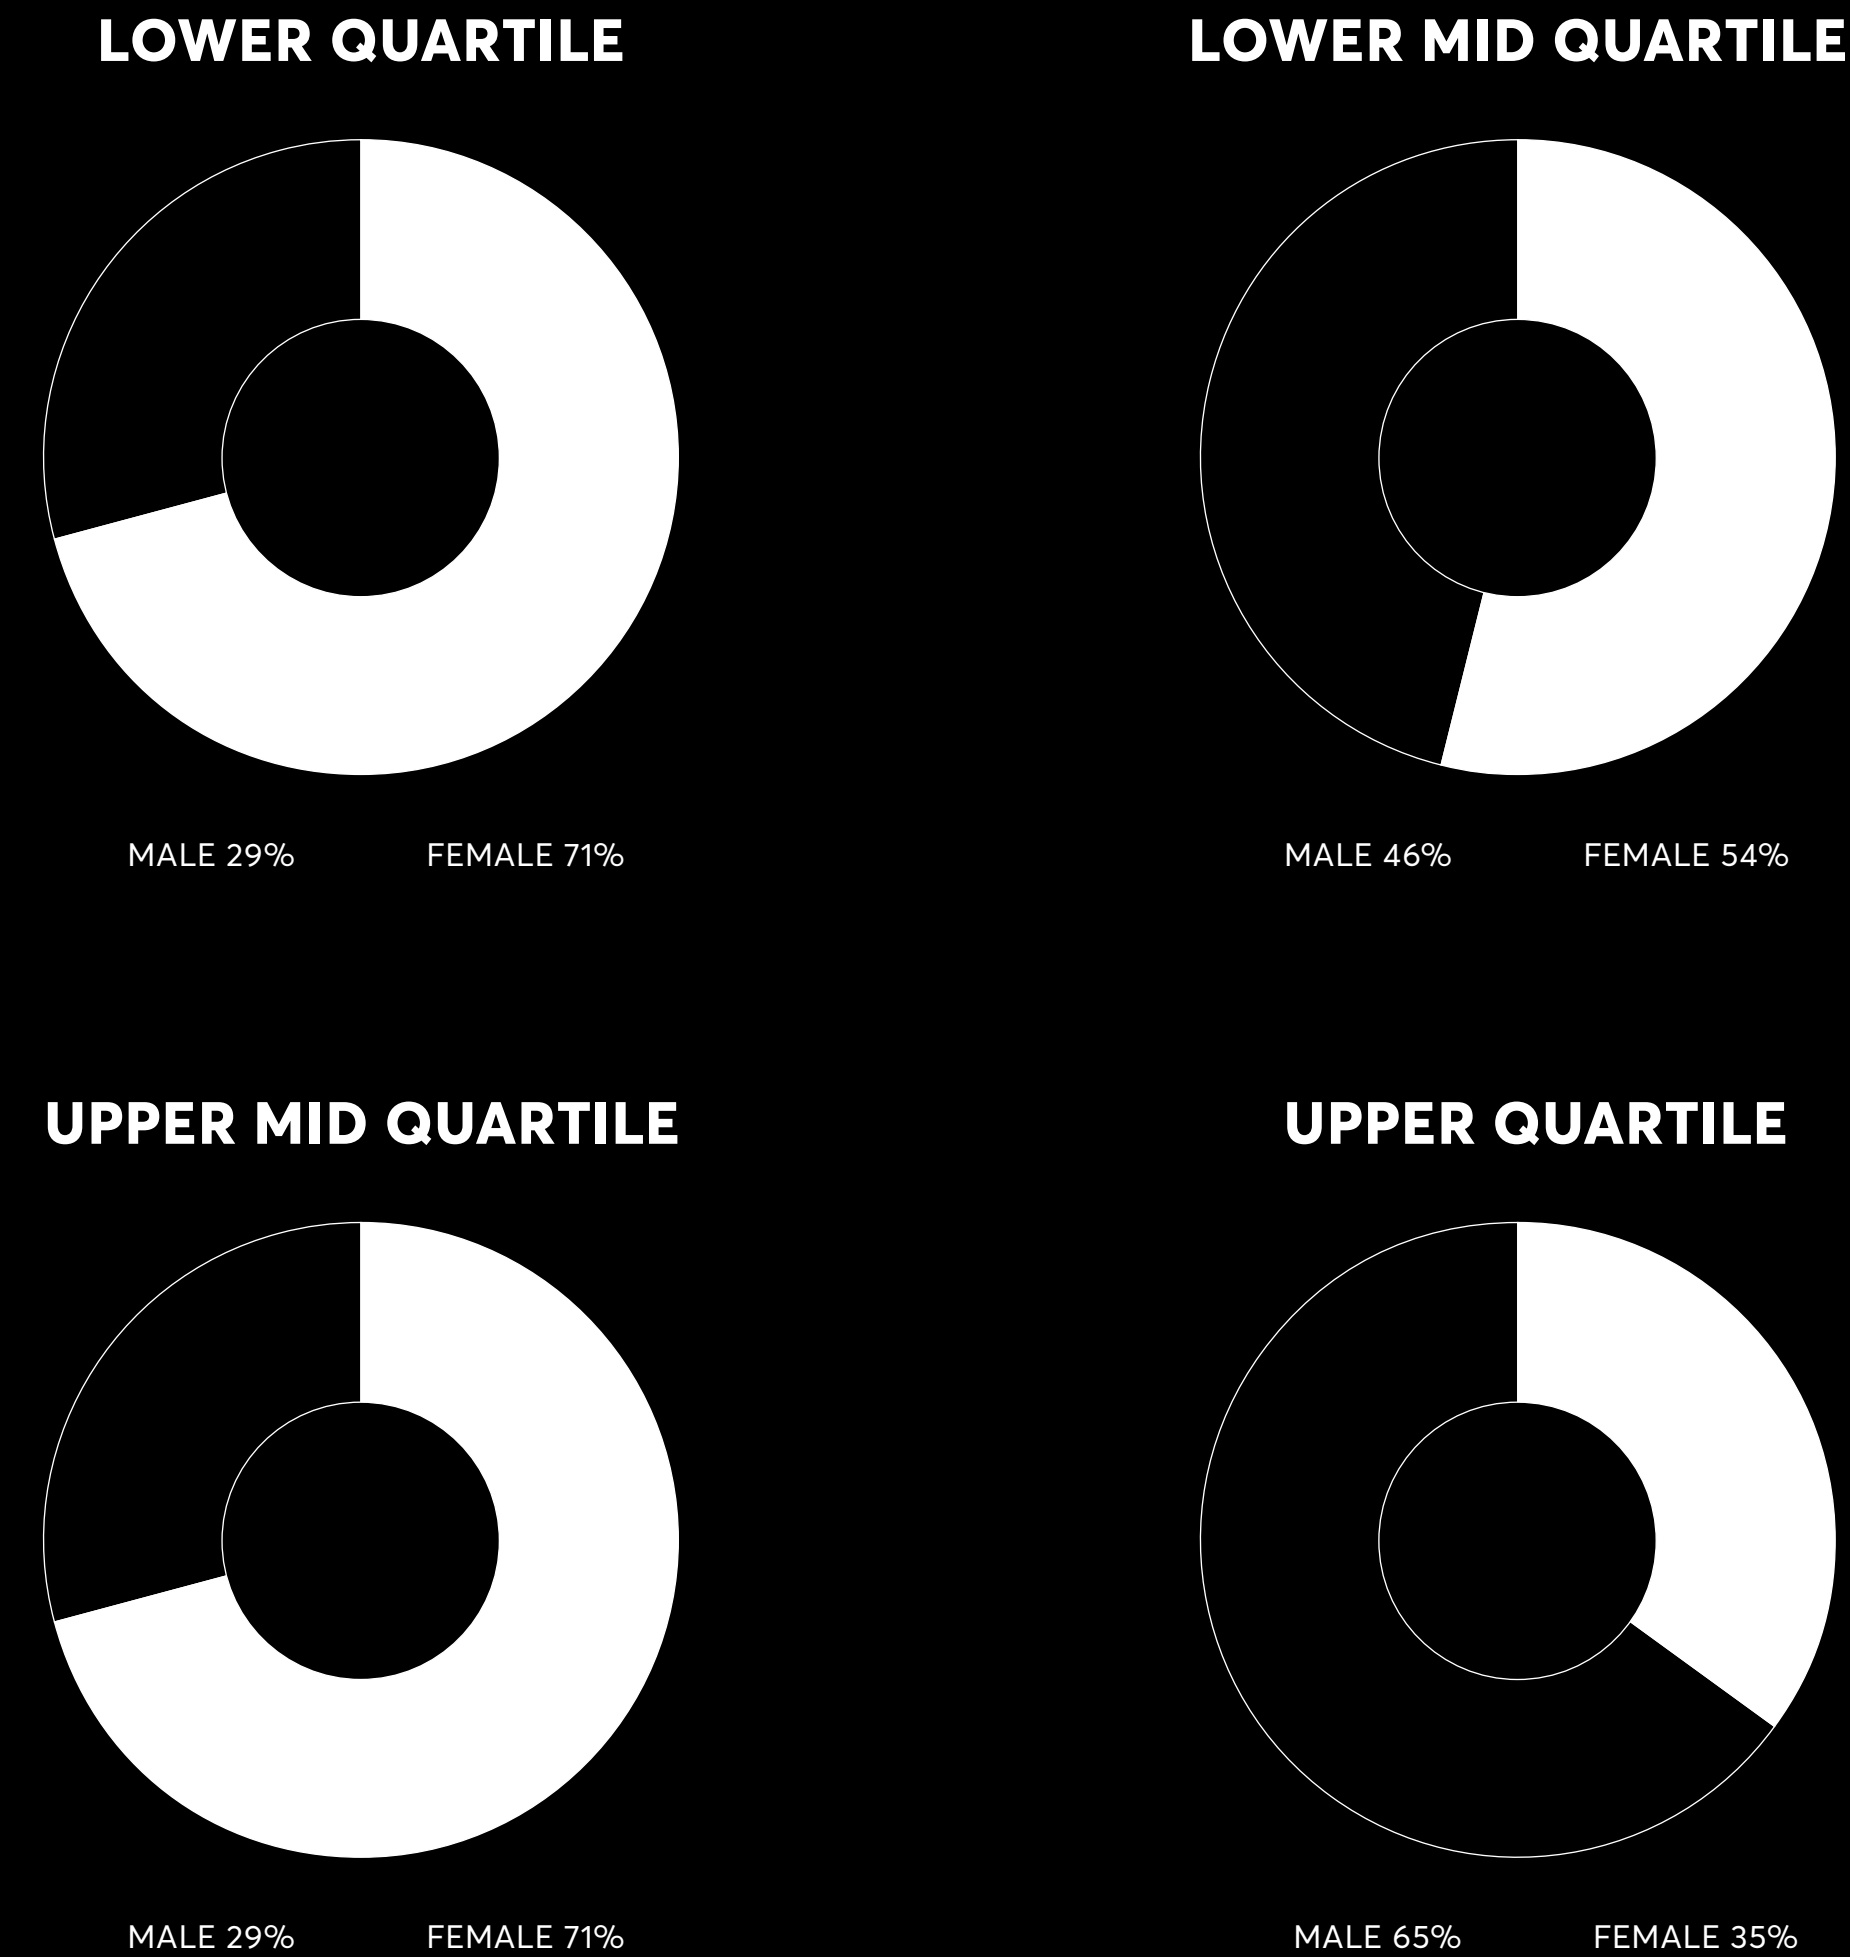 LOWER QUARTILE
MALE 29% FEMALE 71%
LOWER MID QUARTILE
MALE 46% FEMALE 54%
UPPER MID QUARTILE
MALE 29% FEMALE 71%
UPPER QUARTILE
MALE 65% FEMALE 35%